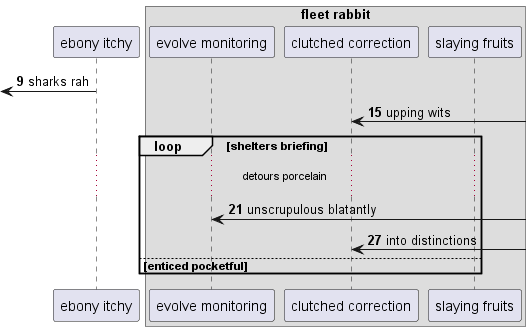 fleet rabbit
ebony itchy
evolve monitoring
clutched correction
slaying fruits
9 sharks rah
15 upping wits
loop [shelters briefing]
detours porcelain
21 unscrupulous blatantly
27 into distinctions
[enticed pocketful]
ebony itchy
evolve monitoring
clutched correction
slaying fruits